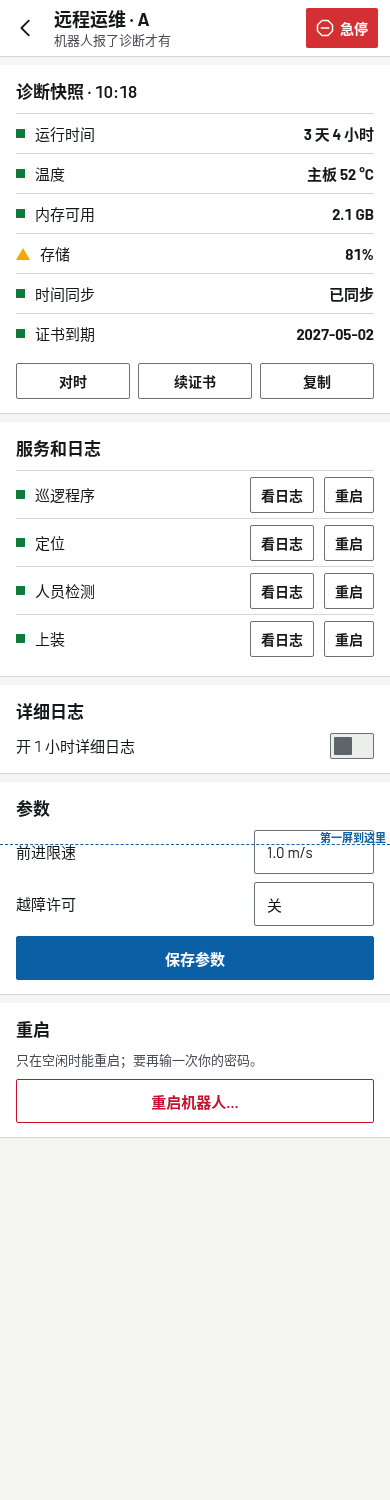 远程运维 · A
机器人报了诊断才有
急停
诊断快照 · 10:18
运行时间 3 天 4 小时
温度 主板 52 °C
内存可用 2.1 GB
存储 81%
时间同步 已同步
证书到期 2027-05-02
对时 续证书 复制
服务和日志
巡逻程序 看日志 重启
定位 看日志 重启
人员检测 看日志 重启
上装 看日志 重启
详细日志
开 1 小时详细日志
参数
第一屏到这里
前进限速 1.0 m/s
越障许可 关
保存参数
重启
只在空闲时能重启；要再输一次你的密码。
重启机器人...